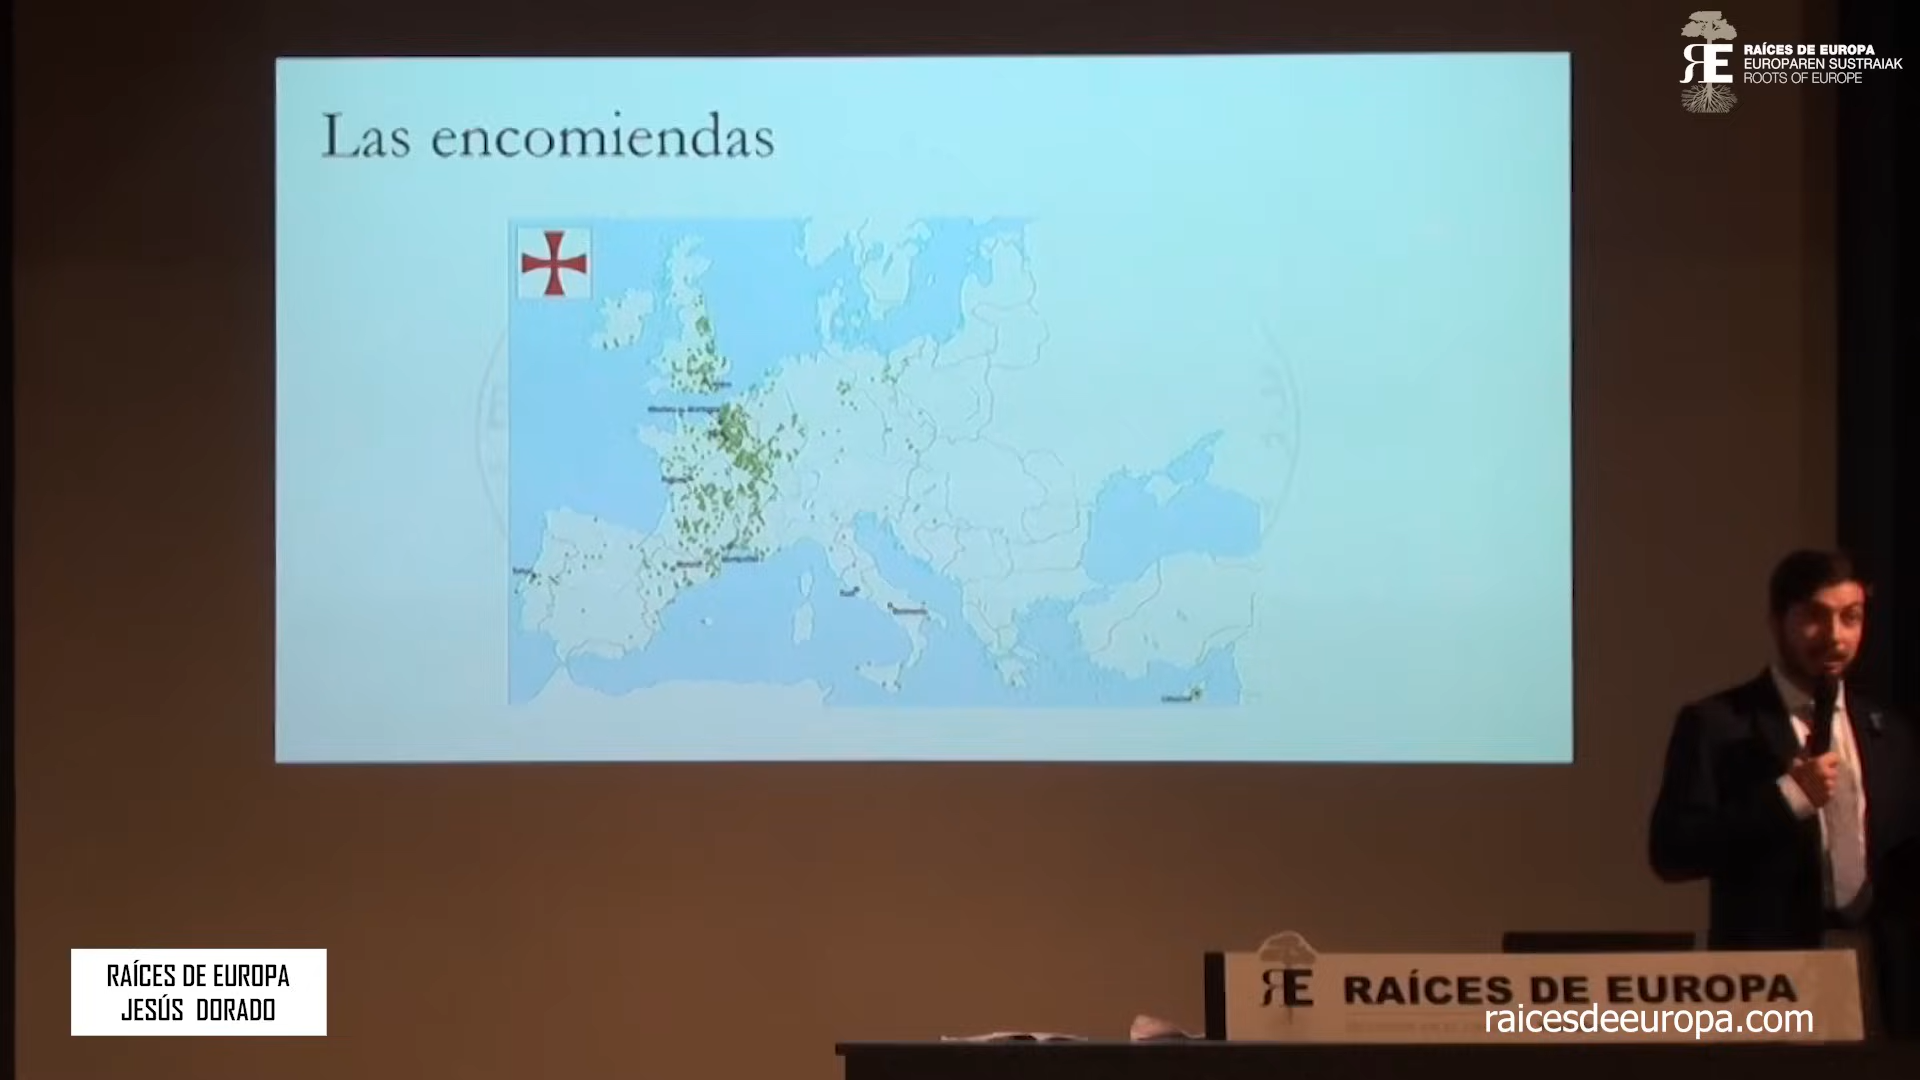 Las encomiendas
RAÍCES DE EUROPA
EUROPAREN SUSTRAIAK
ROOTS OF EUROPE
RAÍCES DE EUROPA
JESÚS DORADO
RE RAÍCES DE EUROPA
raicesdeeuropa.com